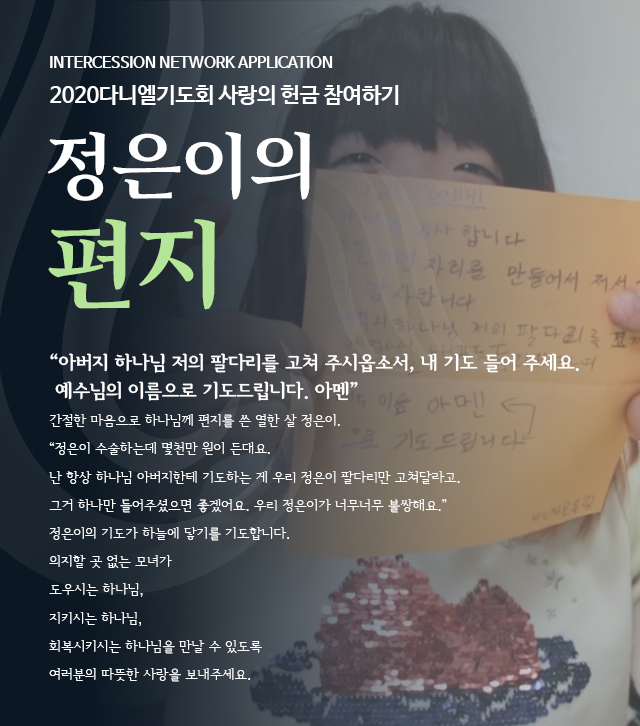 INTERCESSION NETWORK APPLICATION
2020다니엘기도회 사랑의 헌금 참여하기
정은이의
편지
“아버지 하나님 저의 팔다리를 고쳐 주시옵소서, 내 기도 들어 주세요.
예수님의 이름으로 기도드립니다. 아멘”
간절한 마음으로 하나님께 편지를 쓴 열한 살 정은이.
“정은이 수술하는데 몇천만 원이 든대요.
난 항상 하나님 아버지한테 기도하는 게 우리 정은이 팔다리만 고쳐달라고.
그거 하나만 들어주셨으면 좋겠어요. 우리 정은이가 너무너무 불쌍해요.”
정은이의 기도가 하늘에 닿기를 기도합니다.
의지할 곳 없는 모녀가
도우시는 하나님,
지키시는 하나님,
회복시키시는 하나님을 만날 수 있도록
여러분의 따뜻한 사랑을 보내주세요.
합니다
자리를 만들어서 저서
감사합니다
하나님 저의 팔다리를
이름 아멘
기도드립니다